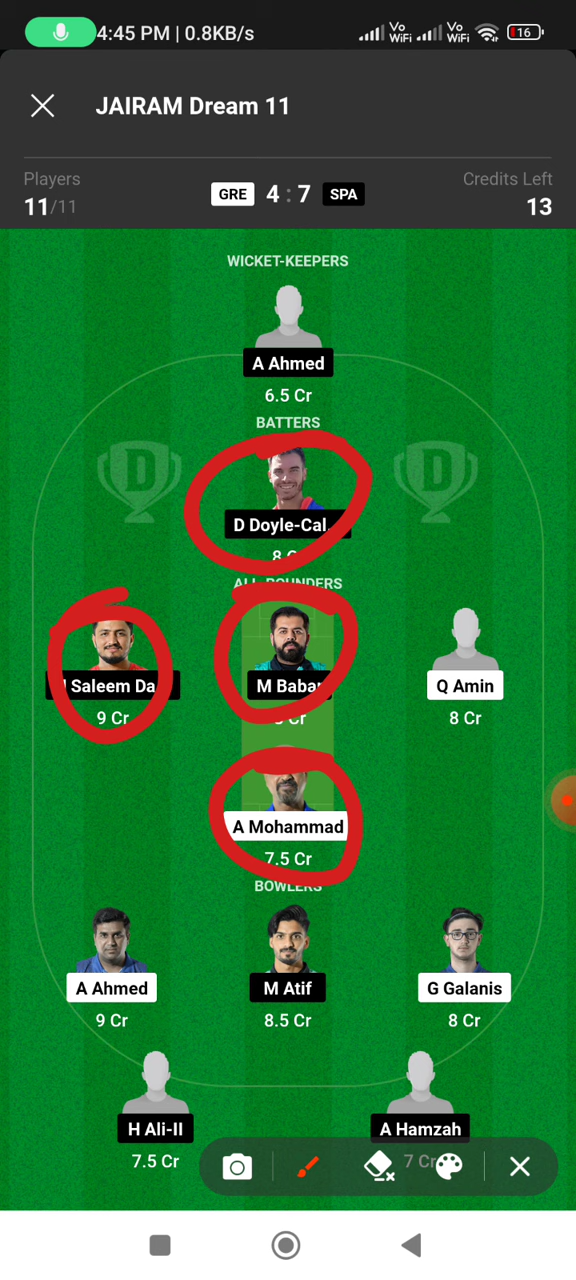 4:45 PM | 0.8KB/s Vo WiFi Vo WiFi 16
JAIRAM Dream 11
Players Credits Left
11/11 GRE 4 : 7 SPA 13
WICKET-KEEPERS
A Ahmed
6.5 Cr
BATTERS
D Doyle-Cal...
8
Saleem Da
M Babar
Q Amin
9 Cr
Cr
8 Cr
A Mohammad
7.5 Cr
BOWLERS
A Ahmed M Atif G Galanis
9 Cr 8.5 Cr 8 Cr
H Ali-II A Hamzah
7.5 Cr 7 Cr